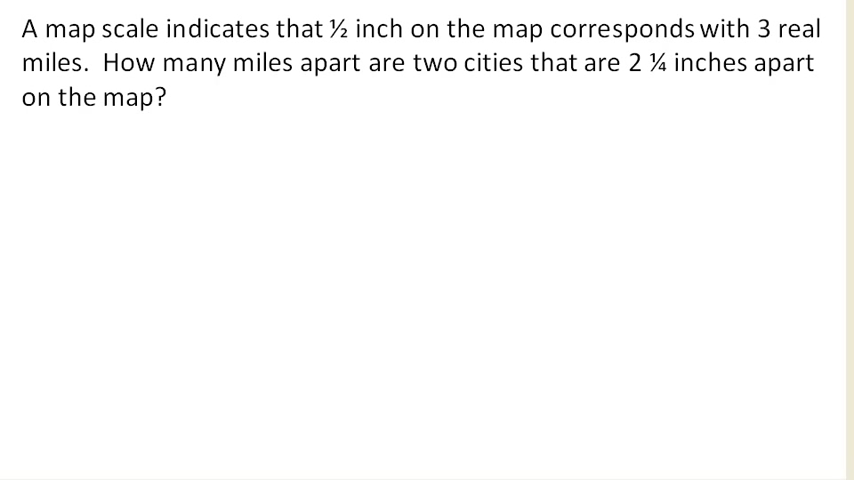 A map scale indicates that ½ inch on the map corresponds with 3 real
miles.  How many miles apart are two cities that are 2 ¼ inches apart
on the map?